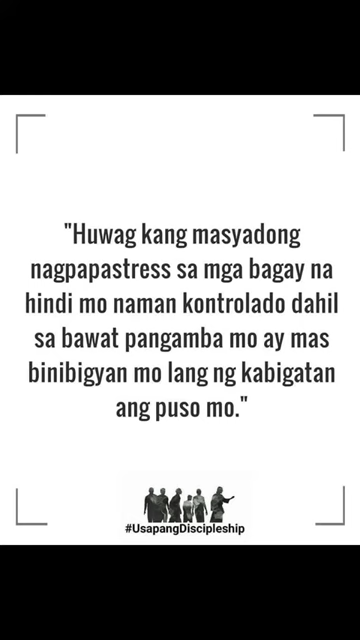 "Huwag kang masyadong
nagpapastress sa mga bagay na
hindi mo naman kontrolado dahil
sa bawat pangamba mo ay mas
binibigyan mo lang ng kabigatan
ang puso mo."
#UsapangDiscipleship